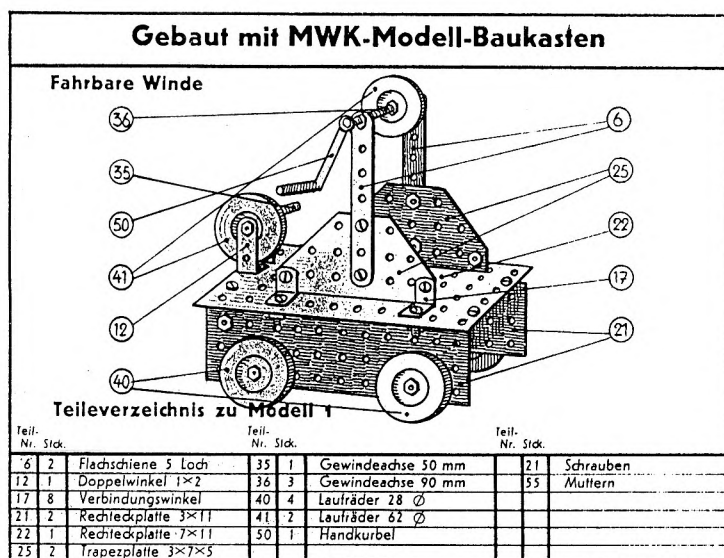 Gebaut mit MWK-Modell-Baukasten
Fahrbare Winde
36
6
35
25
50
22
41
17
12
21
40
Teileverzeichnis zu Modell 1
Teil-Nr. Stck. Teil-Nr. Stck. Teil-Nr. Stck.
6 2 Flachschiene 5 Loch 35 1 Gewindeachse 50 mm 21 Schrauben
12 1 Doppelwinkel 1×2 36 3 Gewindeachse 90 mm 55 Muttern
17 8 Verbindungswinkel 40 4 Laufräder 28 Ø
21 2 Rechteckplatte 3×11 41 2 Laufräder 62 Ø
22 1 Rechteckplatte 7×11 50 1 Handkurbel
25 2 Trapezplatte 3×7×5